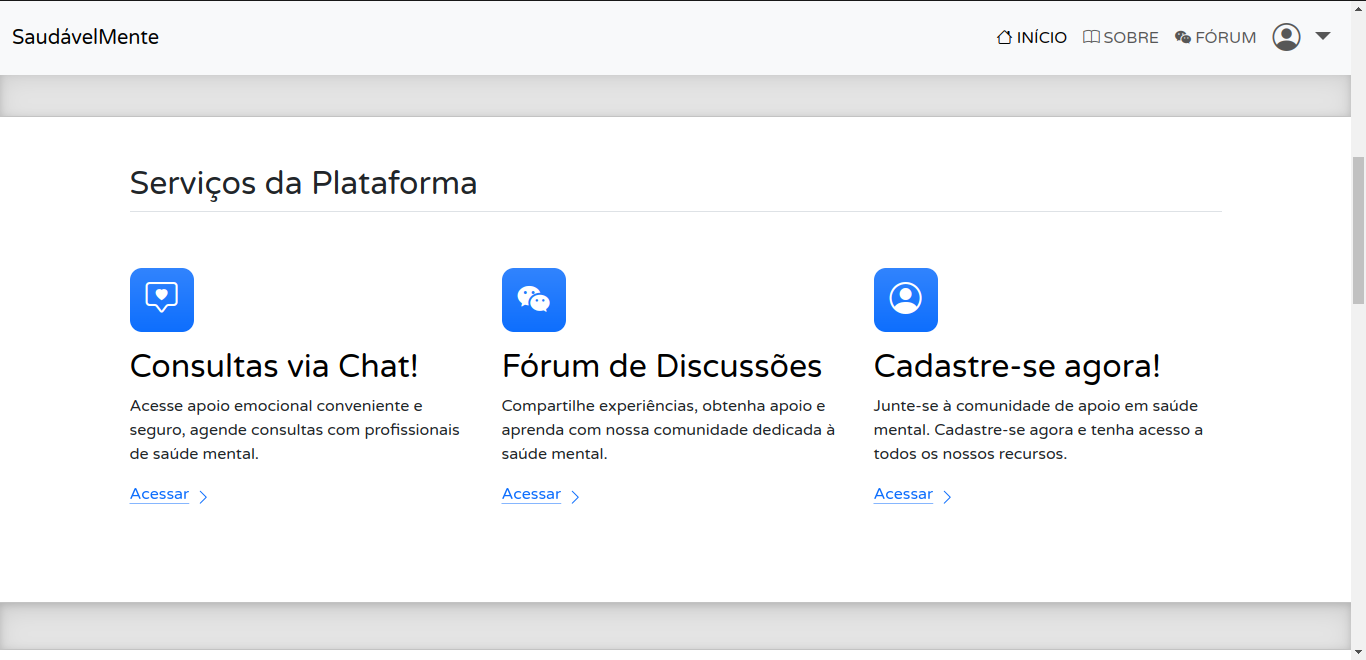 SaudávelMente
INÍCIO SOBRE FÓRUM
Serviços da Plataforma
Consultas via Chat!
Acesse apoio emocional conveniente e
seguro, agende consultas com profissionais
de saúde mental.
Acessar
Fórum de Discussões
Compartilhe experiências, obtenha apoio e
aprenda com nossa comunidade dedicada à
saúde mental.
Acessar
Cadastre-se agora!
Junte-se à comunidade de apoio em saúde
mental. Cadastre-se agora e tenha acesso a
todos os nossos recursos.
Acessar